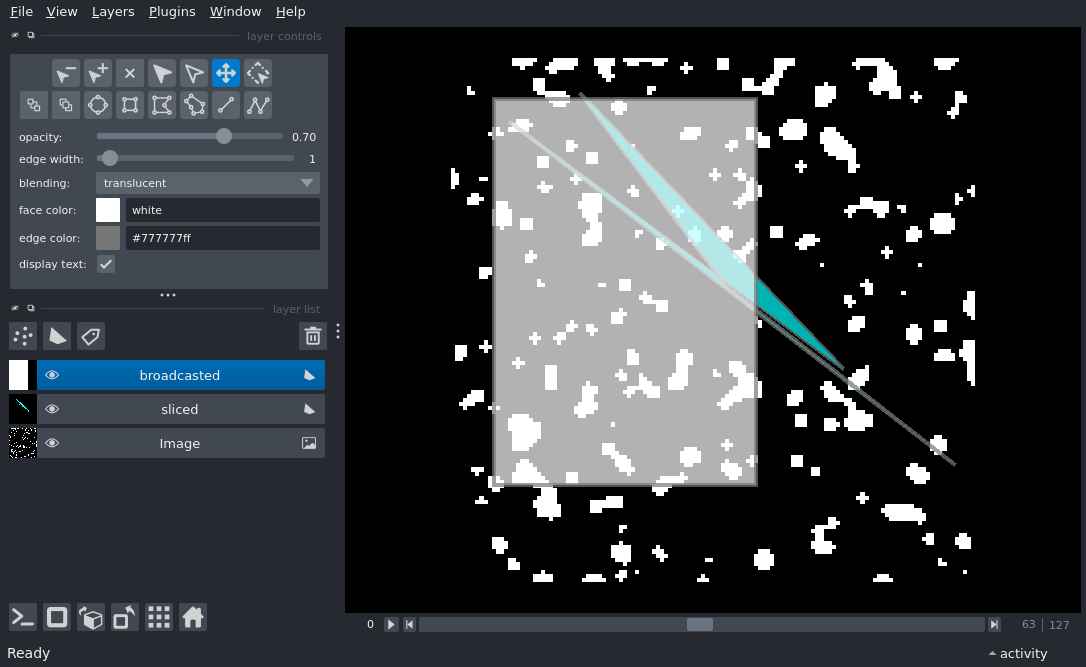 File View Layers Plugins Window Help
layer controls
opacity: 0.70
edge width: 1
blending: translucent
face color: white
edge color: #777777ff
display text:
layer list
broadcasted
sliced
Image
0 63 127
Ready activity